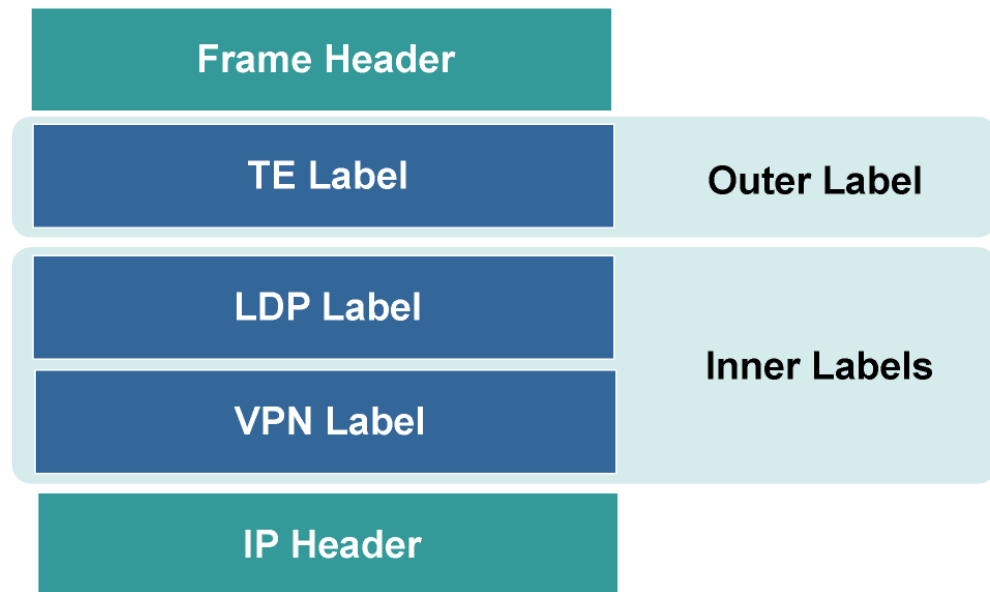 Frame Header
TE Label
Outer Label
LDP Label
Inner Labels
VPN Label
IP Header